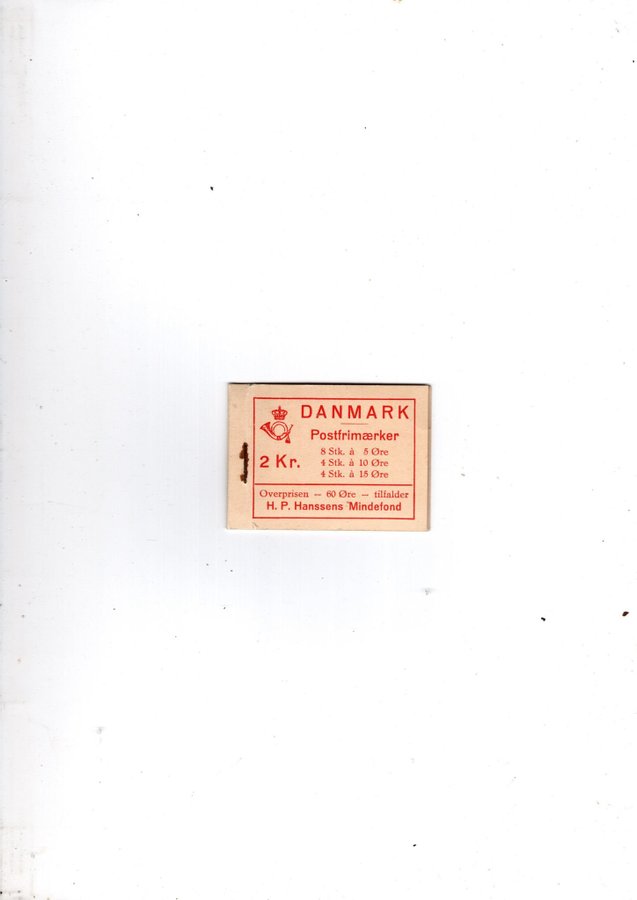 DANMARK
Postfrimærker
2 Kr.
8 Stk. à 5 Øre
4 Stk. à 10 Øre
4 Stk. à 15 Øre
Overprisen — 60 Øre — tilfalder
H. P. Hanssens Mindefond